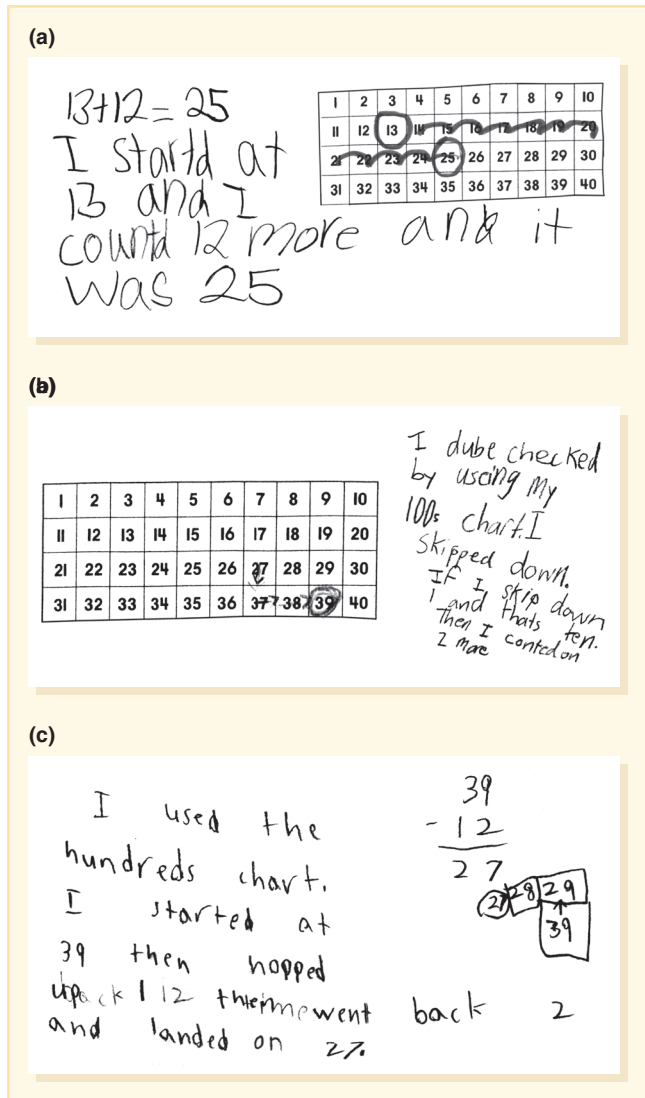 (a)
13+12=25
I startd at
13 and I
countd 12 more and it
was 25
1 2 3 4 5 6 7 8 9 10
11 12 13 14 15 16 17 18 19 20
21 22 23 24 25 26 27 28 29 30
31 32 33 34 35 36 37 38 39 40
(b)
1 2 3 4 5 6 7 8 9 10
11 12 13 14 15 16 17 18 19 20
21 22 23 24 25 26 27 28 29 30
31 32 33 34 35 36 37 38 39 40
I dube checked
by useing My
100s chart. I
skipped down.
If I skip down
1 and thats ten.
Then I conted on
2 more
(c)
I used the
hundreds chart.
I started at
39 then hopped
1 12 went back 2
and landed on 27.
39
- 12
27
27 28 29
39